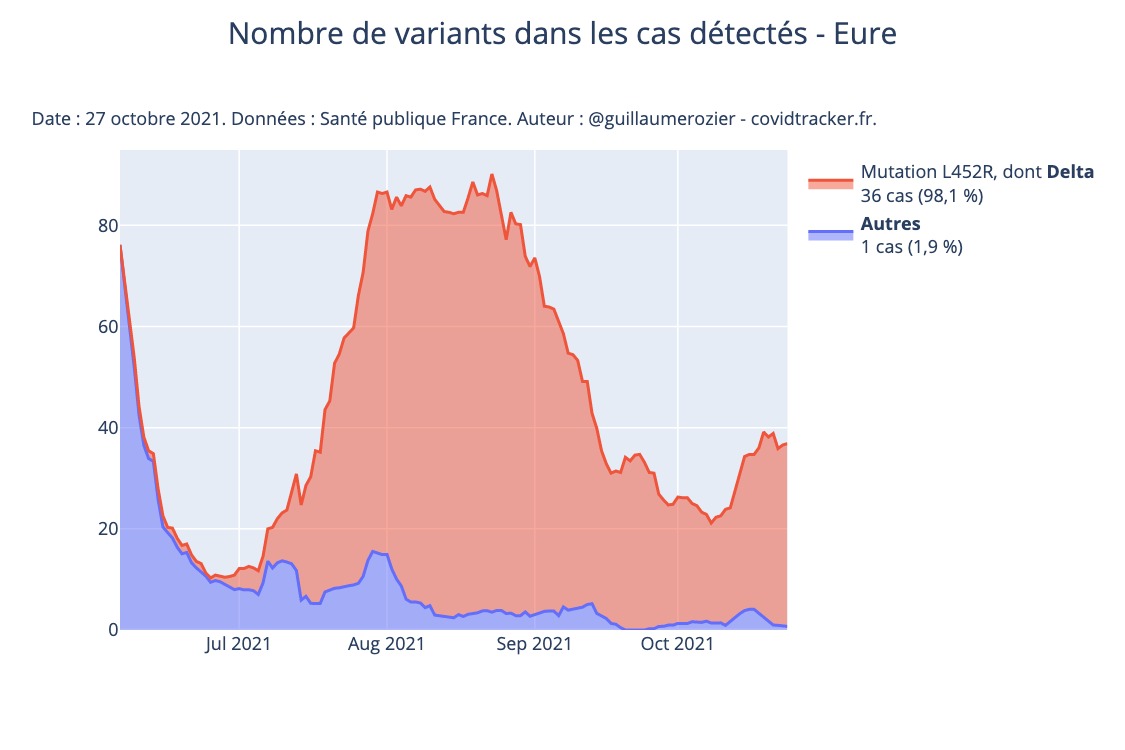 Nombre de variants dans les cas détectés - Eure
Date : 27 octobre 2021. Données : Santé publique France. Auteur : @guillaumerozier - covidtracker.fr.
Mutation L452R, dont Delta
36 cas (98,1 %)
Autres
1 cas (1,9 %)
80
60
40
20
0
Jul 2021
Aug 2021
Sep 2021
Oct 2021